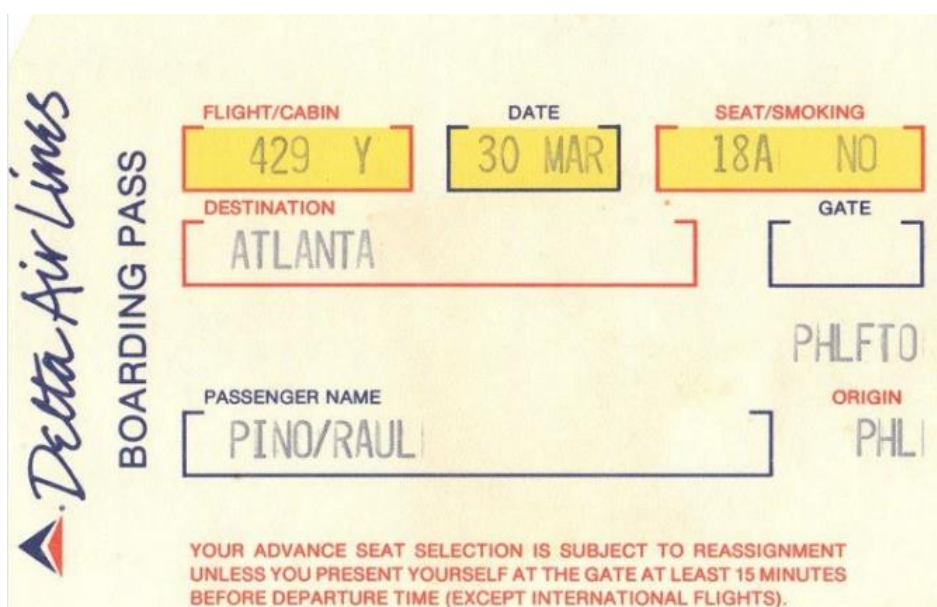 Delta Air Lines
BOARDING PASS
FLIGHT/CABIN DATE SEAT/SMOKING
429 Y 30 MAR 18A NO
DESTINATION GATE
ATLANTA
PHLFTO
PASSENGER NAME ORIGIN
PINO/RAUL PHL
YOUR ADVANCE SEAT SELECTION IS SUBJECT TO REASSIGNMENT
UNLESS YOU PRESENT YOURSELF AT THE GATE AT LEAST 15 MINUTES
BEFORE DEPARTURE TIME (EXCEPT INTERNATIONAL FLIGHTS).